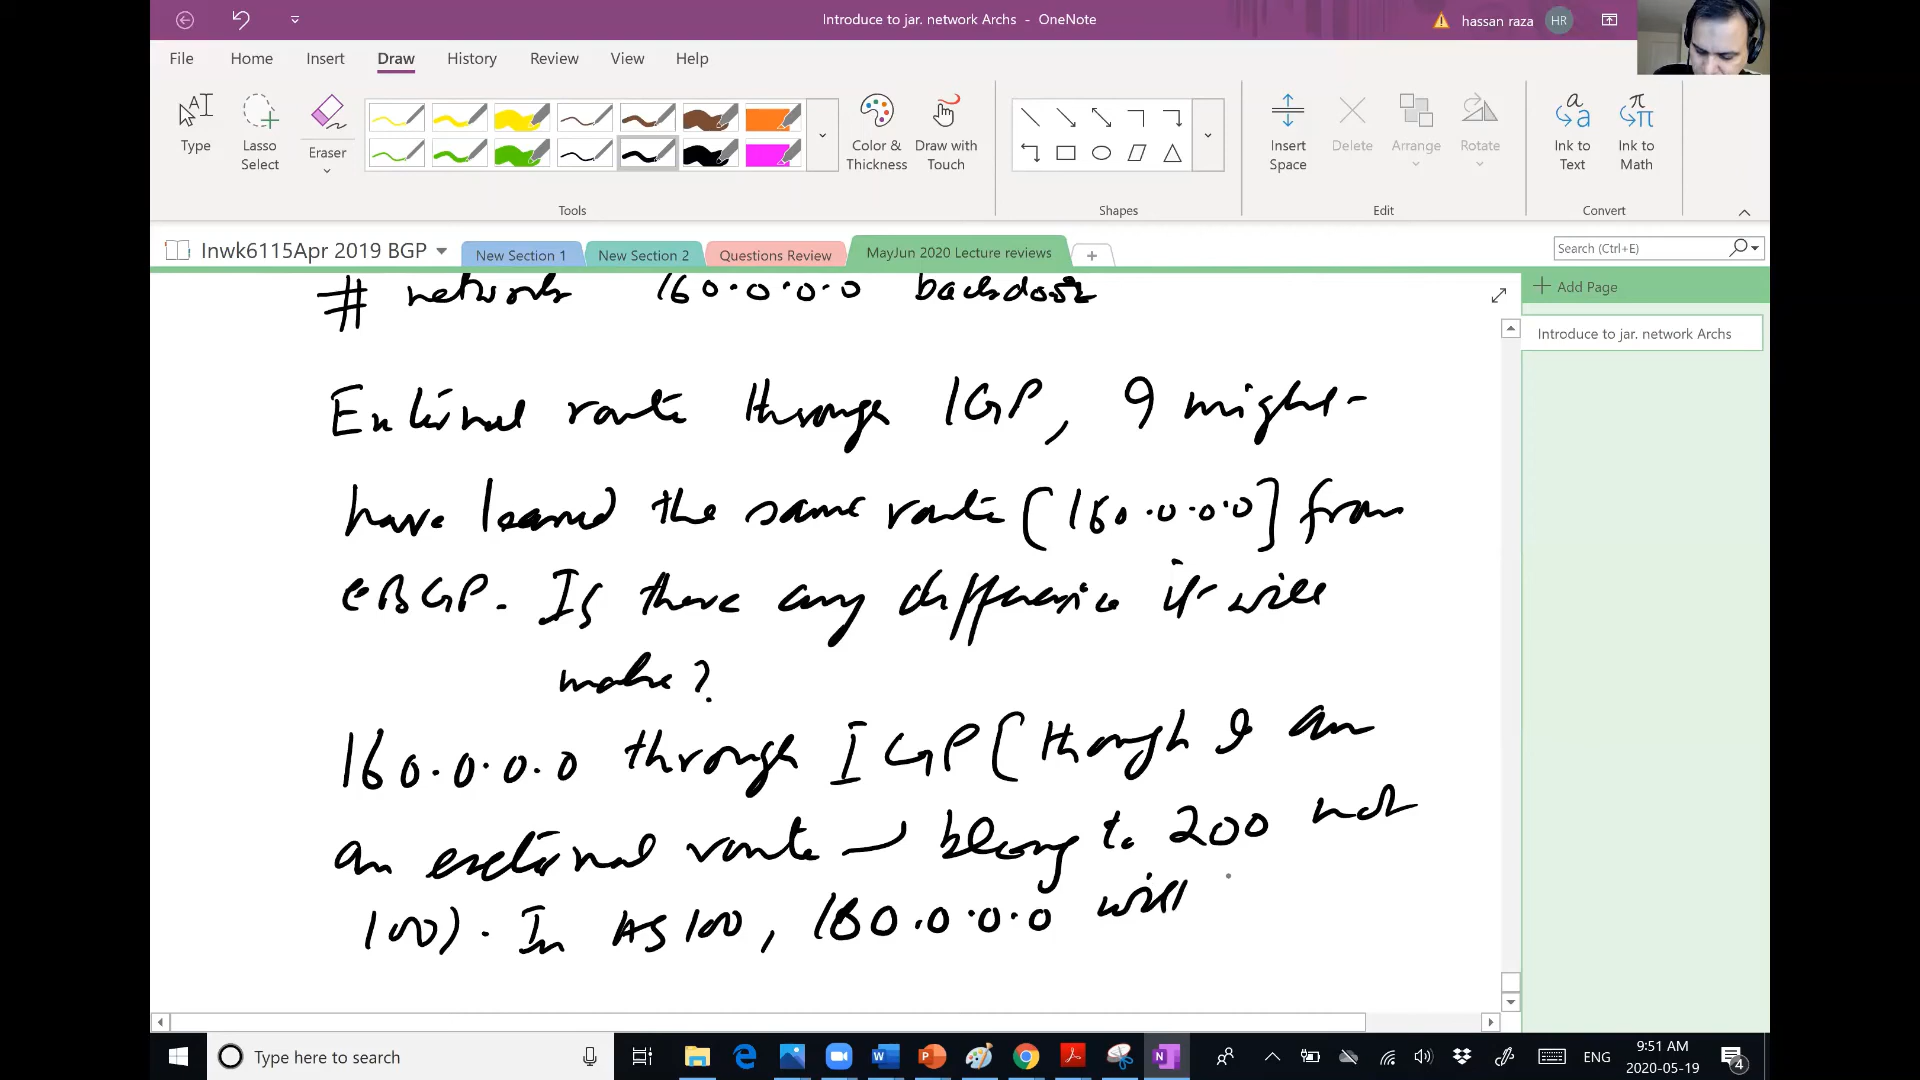 Introduce to jar. network Archs - OneNote
hassan raza HR
File Home Insert Draw History Review View Help
Type
Lasso Select
Eraser
Color & Thickness
Draw with Touch
Insert Space
Delete
Arrange
Rotate
Ink to Text
Ink to Math
Tools Shapes Edit Convert
Inwk6115Apr 2019 BGP New Section 1 New Section 2 Questions Review MayJun 2020 Lecture reviews + Search (Ctrl+E)
+ Add Page
Introduce to jar. network Archs
# network 160.0.0.0 backdoor
External route through IGP, I might
have learned the same route (160.0.0.0) from
eBGP. Is there any difference it will
make?
160.0.0.0 through IGP (though I am
an external route belong to 200 not
100). In AS100, 160.0.0.0 will
Type here to search
ENG
9:51 AM
2020-05-19
4